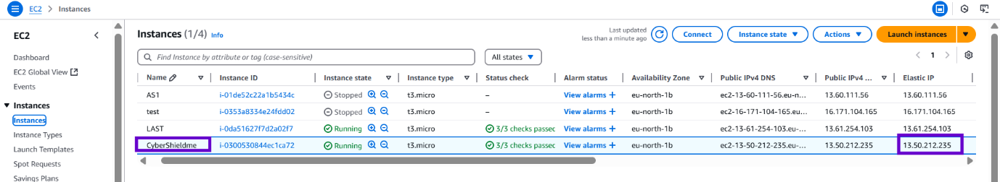 EC2 > Instances
EC2
Dashboard
EC2 Global View
Events
Instances
Instances
Instance Types
Launch Templates
Spot Requests
Savings Plans
Instances (1/4) Info
Last updated
less than a minute ago
Connect
Instance state
Actions
Launch instances
Find Instance by attribute or tag (case-sensitive)
All states
1
Name Instance ID Instance state Instance type Status check Alarm status Availability Zone Public IPv4 DNS Public IPv4 ... Elastic IP
AS1 i-01de52c22a1b5434c Stopped t3.micro – View alarms + eu-north-1b ec2-13-60-111-56.eu-n... 13.60.111.56 13.60.111.56
test i-0353a8334e24fdd02 Stopped t3.micro – View alarms + eu-north-1b ec2-16-171-104-165.eu... 16.171.104.165 16.171.104.165
LAST i-0da51627f7d2a02f7 Running t3.micro 3/3 checks passed View alarms + eu-north-1b ec2-13-61-254-103.eu-... 13.61.254.103 13.61.254.103
CyberShieldme i-0300530844ec1ca72 Running t3.micro 3/3 checks passed View alarms + eu-north-1b ec2-13-50-212-235.eu-... 13.50.212.235 13.50.212.235